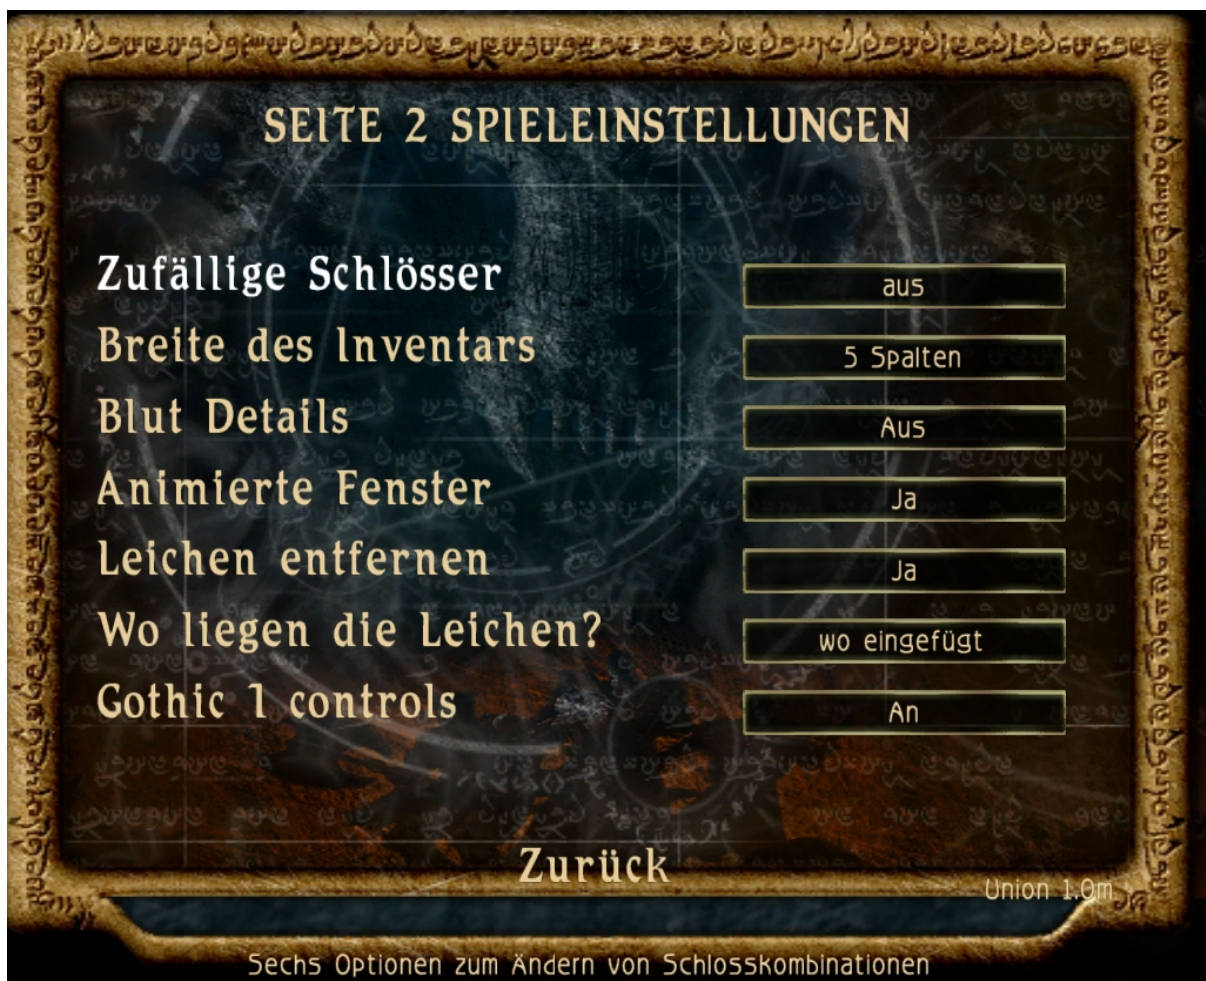 SEITE 2 SPIELEINSTELLUNGEN
Zufällige Schlösser aus
Breite des Inventars 5 Spalten
Blut Details Aus
Animierte Fenster Ja
Leichen entfernen Ja
Wo liegen die Leichen? wo eingefügt
Gothic 1 controls An
Zurück
Union 1.0m
Sechs Optionen zum Ändern von Schlosskombinationen